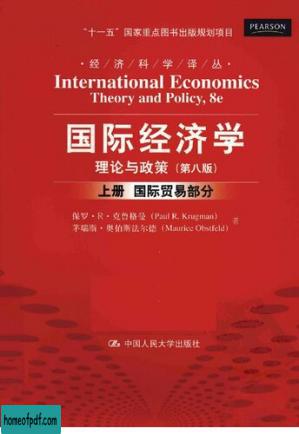 PEARSON
“十一五”国家重点图书出版规划项目
·经/济/科/学/译/丛·
International Economics
Theory and Policy, 8e
国际经济学
理论与政策(第八版)
上册 国际贸易部分
保罗·R·克鲁格曼 (Paul R. Krugman)
茅瑞斯·奥伯斯法尔德 (Maurice Obstfeld) 著
中国人民大学出版社
homeofpdf.com